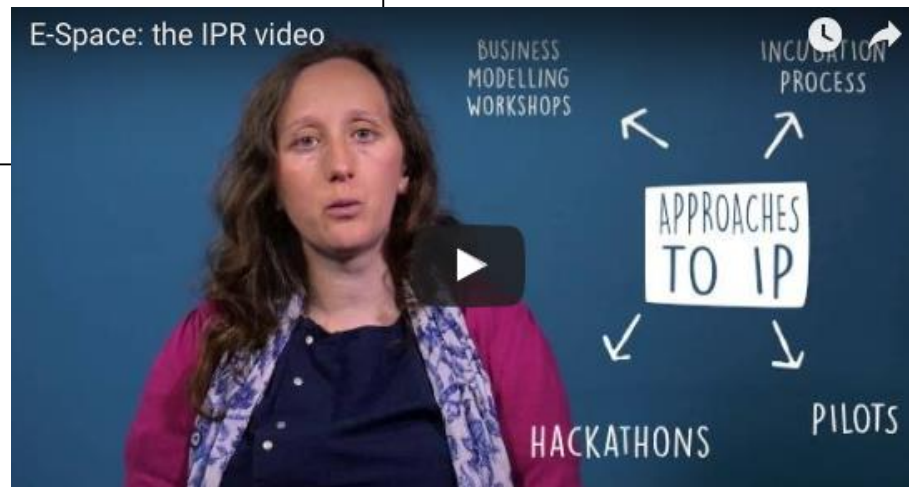 E-Space: the IPR video
BUSINESS
MODELLING
WORKSHOPS
INCUBATION
PROCESS
APPROACHES
TO IP
HACKATHONS
PILOTS